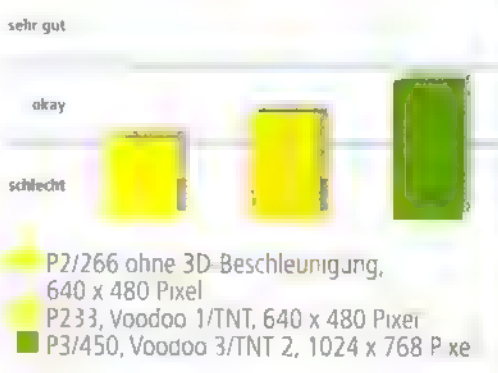 sehr gut
okay
schlecht
P2/266 ohne 3D-Beschleunigung,
640 x 480 Pixel
P233, Voodoo 1/TNT, 640 x 480 Pixel
P3/450, Voodoo 3/TNT 2, 1024 x 768 Pixe